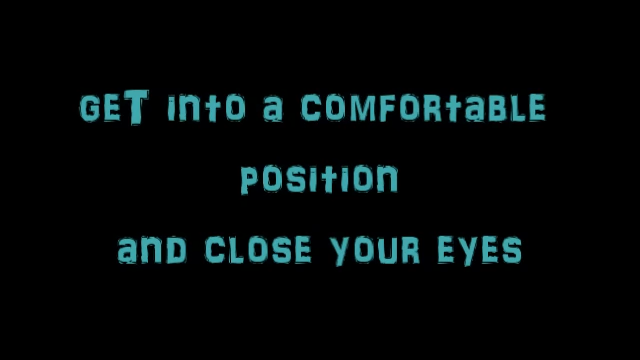 GET into a COMFORtaBLE
position
and CLOSE YOUR EYES